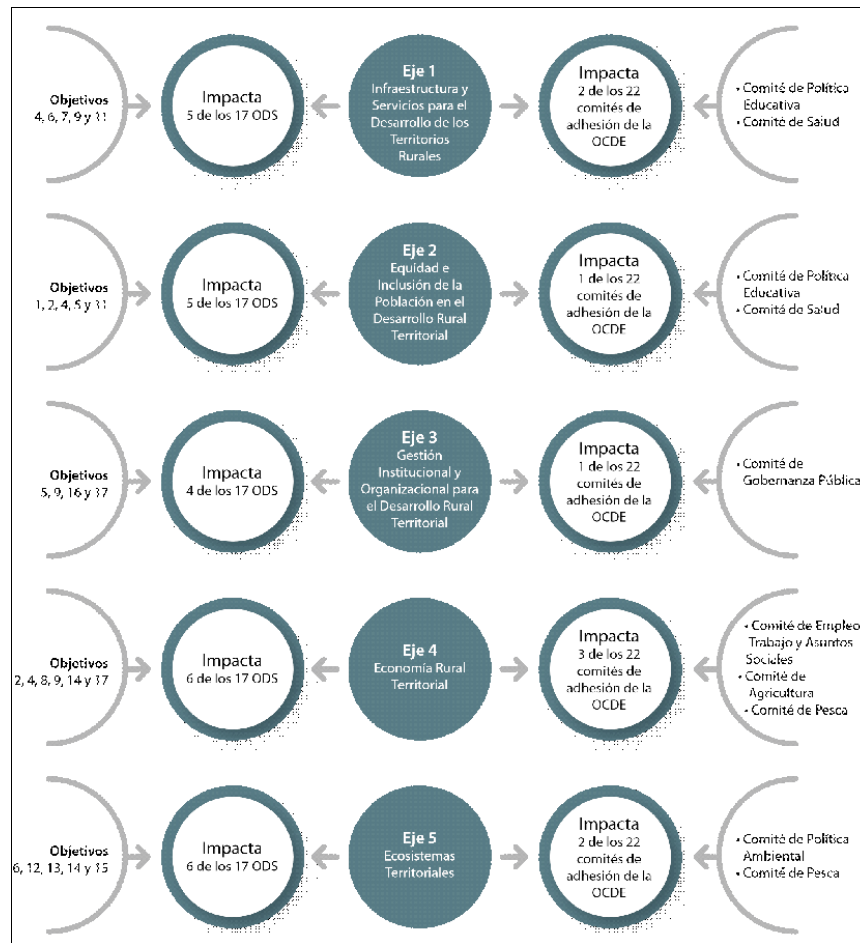 Objetivos
4, 6, 7, 9 y 11
Impacta
5 de los 17 ODS
Eje 1
Infraestructura y
Servicios para el
Desarrollo de los
Territorios
Rurales
Impacta
2 de los 22
comités de
adhesión de la
OCDE
• Comité de Política
Educativa
• Comité de Salud
Objetivos
1, 2, 4, 5 y 11
Impacta
5 de los 17 ODS
Eje 2
Equidad e
Inclusión de la
Población en el
Desarrollo Rural
Territorial
Impacta
1 de los 22
comités de
adhesión de la
OCDE
• Comité de Política
Educativa
• Comité de Salud
Objetivos
5, 9, 16 y 17
Impacta
4 de los 17 ODS
Eje 3
Gestión
Institucional y
Organizacional para
el Desarrollo Rural
Territorial
Impacta
1 de los 22
comités de
adhesión de la
OCDE
• Comité de
Gobernanza Pública
Objetivos
2, 4, 8, 9, 14 y 17
Impacta
6 de los 17 ODS
Eje 4
Economía Rural
Territorial
Impacta
3 de los 22
comités de
adhesión de la
OCDE
• Comité de Empleo
Trabajo y Asuntos
Sociales
• Comité de
Agricultura
• Comité de Pesca
Objetivos
6, 12, 13, 14 y 15
Impacta
6 de los 17 ODS
Eje 5
Ecosistemas
Territoriales
Impacta
2 de los 22
comités de
adhesión de la
OCDE
• Comité de Política
Ambiental
• Comité de Pesca